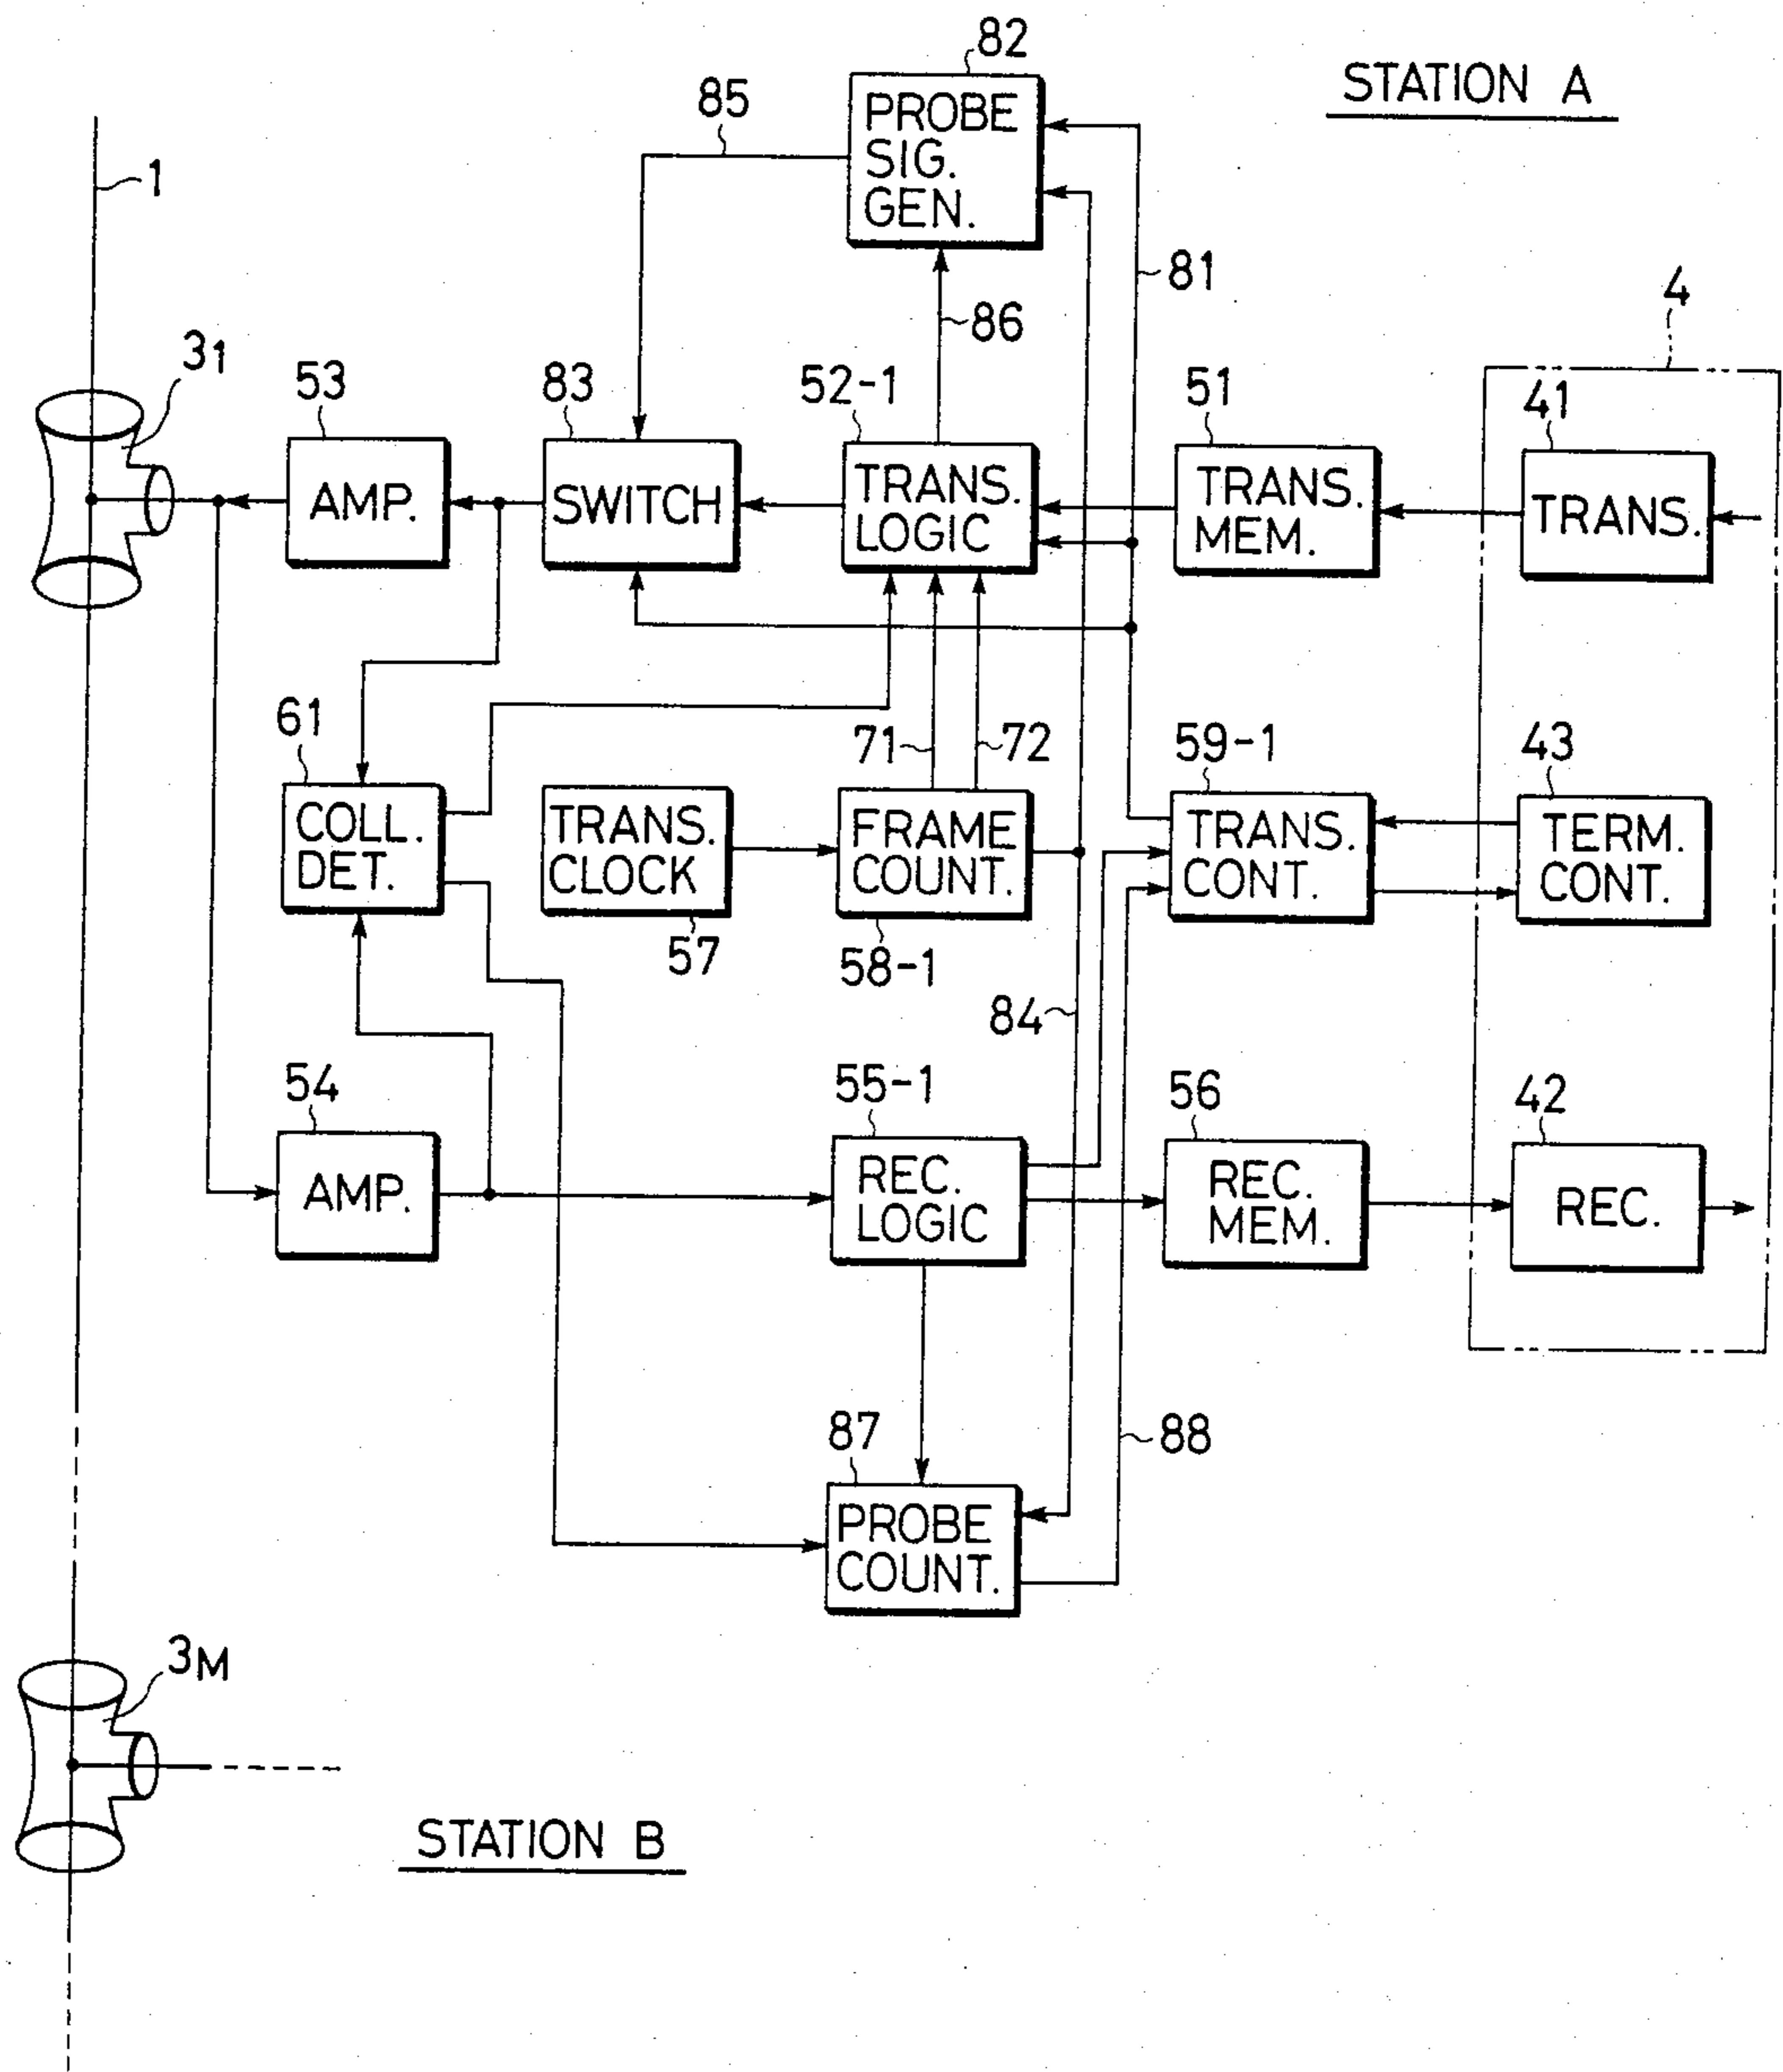 82
STATION A
85
PROBE
SIG.
GEN.
1
81
4
86
3₁
53
83
52-1
51
41
AMP.
SWITCH
TRANS.
LOGIC
TRANS.
MEM.
TRANS.
61
71
72
59-1
43
COLL.
DET.
TRANS.
CLOCK
FRAME
COUNT.
TRANS.
CONT.
TERM.
CONT.
57
58-1
84
54
55-1
56
42
AMP.
REC.
LOGIC
REC.
MEM.
REC.
87
88
PROBE
COUNT.
3M
STATION B